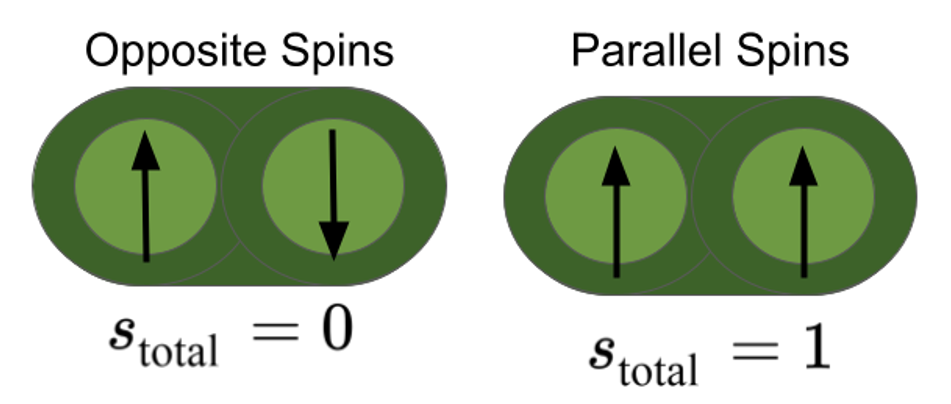 Opposite Spins
s_total = 0
Parallel Spins
s_total = 1